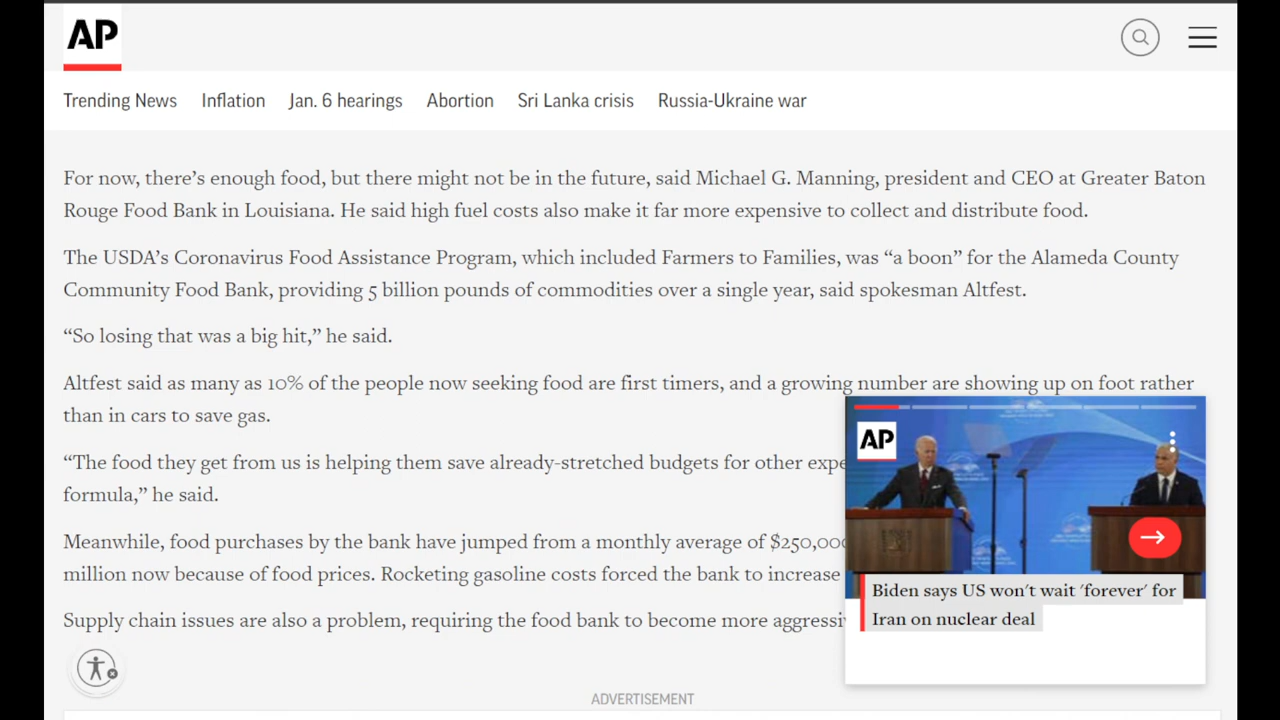 AP
Trending News Inflation Jan. 6 hearings Abortion Sri Lanka crisis Russia-Ukraine war
For now, there’s enough food, but there might not be in the future, said Michael G. Manning, president and CEO at Greater Baton
Rouge Food Bank in Louisiana. He said high fuel costs also make it far more expensive to collect and distribute food.
The USDA’s Coronavirus Food Assistance Program, which included Farmers to Families, was “a boon” for the Alameda County
Community Food Bank, providing 5 billion pounds of commodities over a single year, said spokesman Altfest.
“So losing that was a big hit,” he said.
Altfest said as many as 10% of the people now seeking food are first timers, and a growing number are showing up on foot rather
than in cars to save gas.
“The food they get from us is helping them save already-stretched budgets for other
formula,” he said.
Meanwhile, food purchases by the bank have jumped from a monthly average of
million now because of food prices. Rocketing gasoline costs forced the bank to increase
Supply chain issues are also a problem, requiring the food bank to become more
AP
Biden says US won't wait 'forever' for
Iran on nuclear deal
ADVERTISEMENT